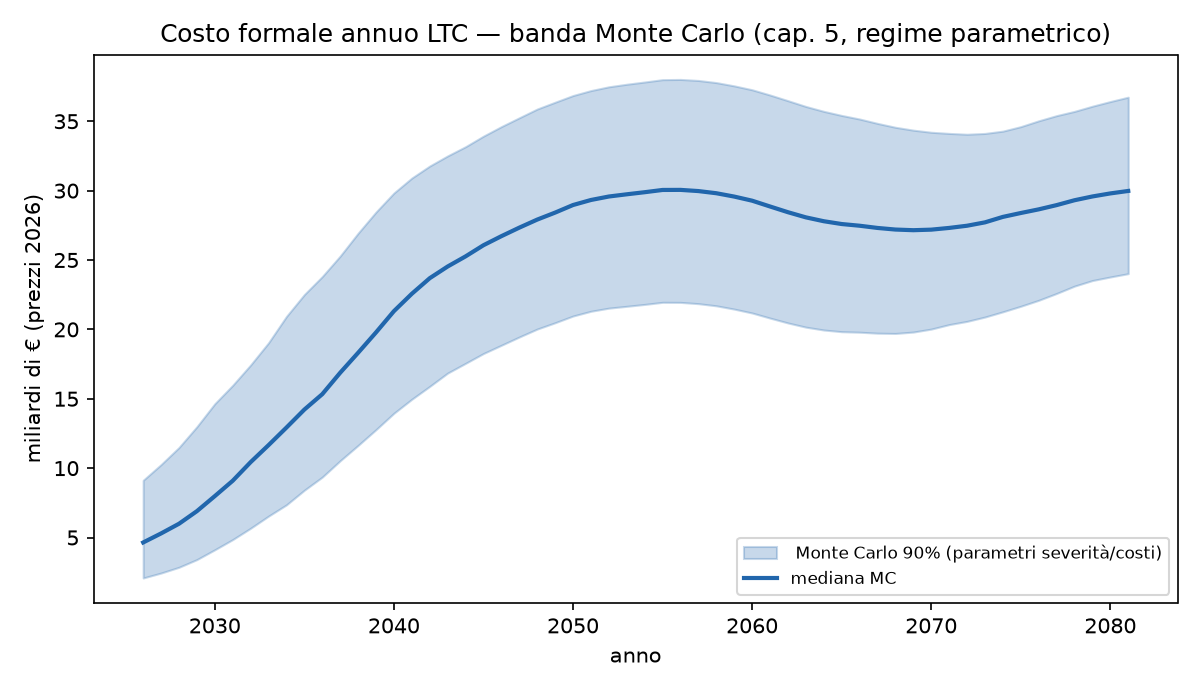 Costo formale annuo LTC — banda Monte Carlo (cap. 5, regime parametrico)
miliardi di € (prezzi 2026)
35
30
25
20
15
10
5
Monte Carlo 90% (parametri severità/costi)
mediana MC
2030 2040 2050 2060 2070 2080
anno